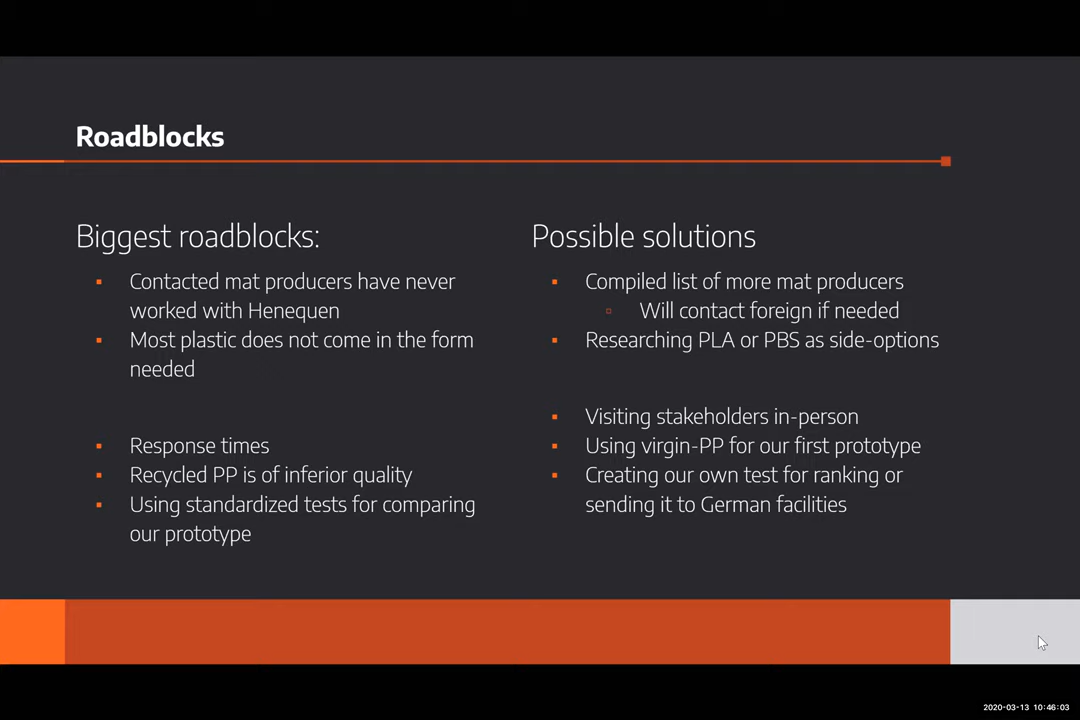 Roadblocks
Biggest roadblocks:
Contacted mat producers have never
worked with Henequen
Most plastic does not come in the form
needed
Response times
Recycled PP is of inferior quality
Using standardized tests for comparing
our prototype
Possible solutions
Compiled list of more mat producers
Will contact foreign if needed
Researching PLA or PBS as side-options
Visiting stakeholders in-person
Using virgin-PP for our first prototype
Creating our own test for ranking or
sending it to German facilities
2020-03-13 10:46:03